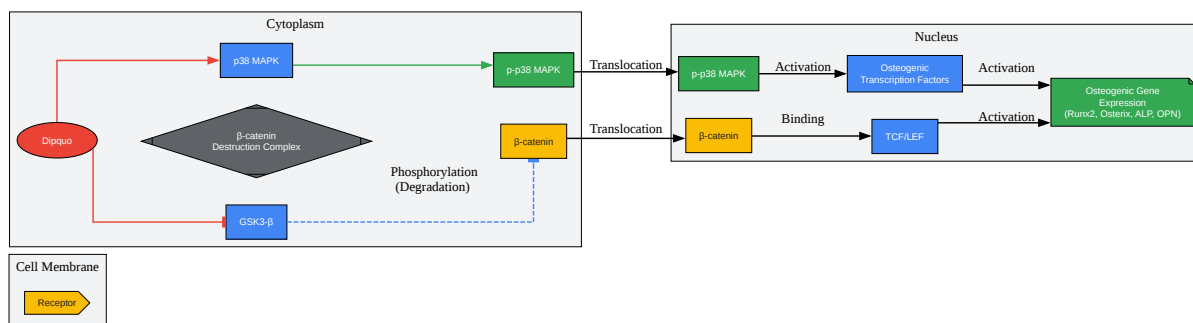 Cytoplasm
p38 MAPK
p-p38 MAPK
Dipquo
β-catenin
Destruction Complex
β-catenin
Phosphorylation
(Degradation)
GSK3-β
Translocation
Translocation
Nucleus
p-p38 MAPK
Activation
Osteogenic
Transcription Factors
Activation
Osteogenic Gene
Expression
(Runx2, Osterix, ALP, OPN)
β-catenin
Binding
TCF/LEF
Activation
Cell Membrane
Receptor